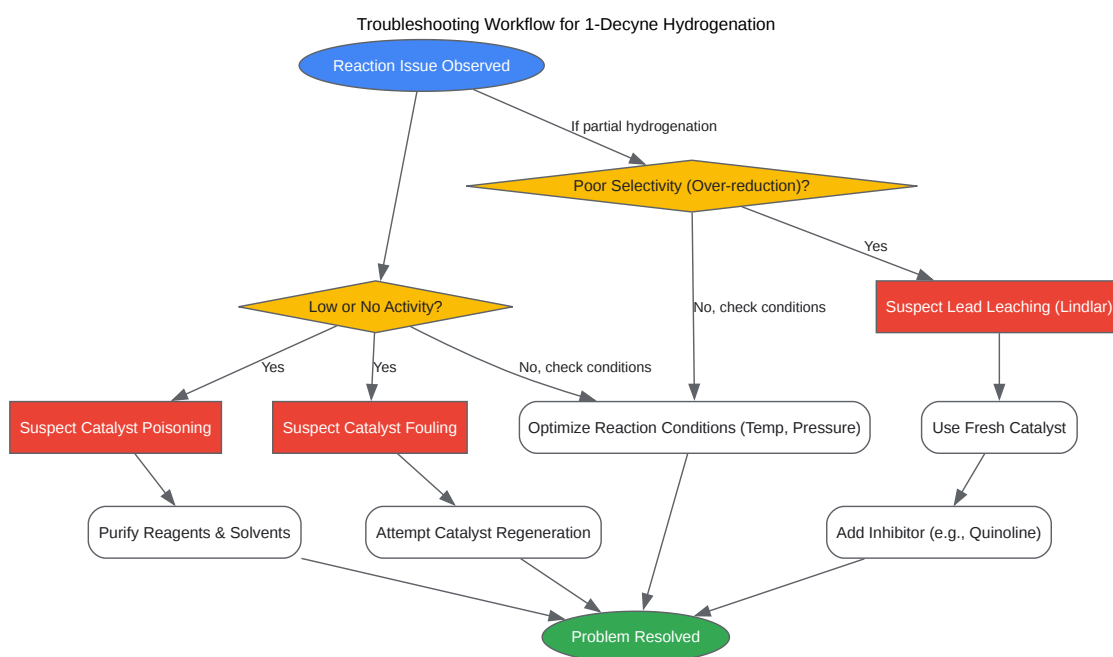 Troubleshooting Workflow for 1-Decyne Hydrogenation
Reaction Issue Observed
If partial hydrogenation
Poor Selectivity (Over-reduction)?
Yes
Low or No Activity?
No, check conditions
Suspect Lead Leaching (Lindlar)
Yes
Yes
No, check conditions
Suspect Catalyst Poisoning
Suspect Catalyst Fouling
Optimize Reaction Conditions (Temp, Pressure)
Use Fresh Catalyst
Purify Reagents & Solvents
Attempt Catalyst Regeneration
Add Inhibitor (e.g., Quinoline)
Problem Resolved